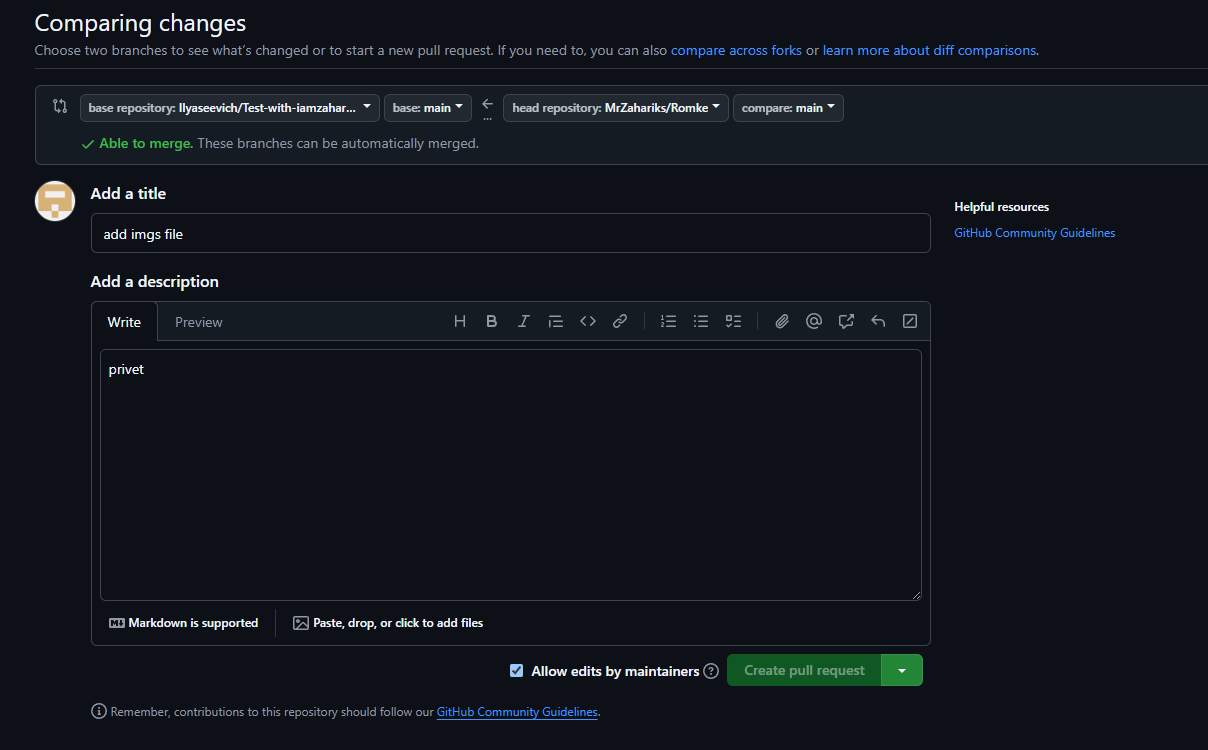 Comparing changes
Choose two branches to see what's changed or to start a new pull request. If you need to, you can also compare across forks or learn more about diff comparisons.
base repository: Ilyaseevich/Test-with-iamzahar... base: main ... head repository: MrZahariks/Romke compare: main
Able to merge. These branches can be automatically merged.
Add a title
add imgs file
Helpful resources
GitHub Community Guidelines
Add a description
Write Preview
privet
Markdown is supported Paste, drop, or click to add files
Allow edits by maintainers Create pull request
Remember, contributions to this repository should follow our GitHub Community Guidelines.